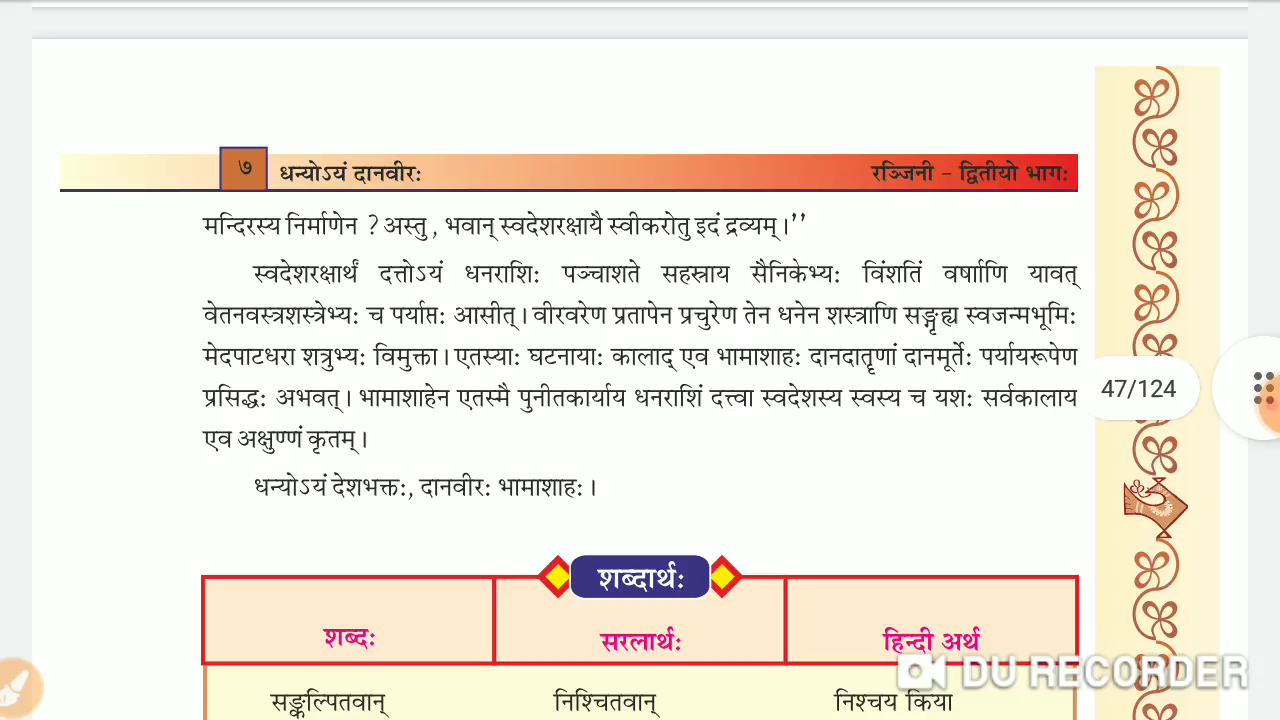 ७ धन्योऽयं दानवीरः रञ्जिनी - द्वितीयो भागः
मन्दिरस्य निर्माणेन ? अस्तु , भवान् स्वदेशरक्षायै स्वीकरोतु इदं द्रव्यम् ।’’
स्वदेशरक्षार्थं दत्तोऽयं धनराशिः पञ्चाशते सहस्राय सैनिकेभ्यः विंशतिं वर्षाणि यावत्
वेतनवस्त्रशस्त्रेभ्यः च पर्याप्तः आसीत् । वीरवरेण प्रतापेन प्रचुरेण तेन धनेन शस्त्राणि सङ्गृह्य स्वजन्मभूमिः
मेदपाटधरा शत्रुभ्यः विमुक्ता । एतस्याः घटनायाः कालाद् एव भामाशाहः दानदातॄणां दानमूर्तेः पर्यायरूपेण
प्रसिद्धः अभवत् । भामाशाहेन एतस्मै पुनीतकार्याय धनराशिं दत्त्वा स्वदेशस्य स्वस्य च यशः सर्वकालाय
एव अक्षुण्णं कृतम् ।
धन्योऽयं देशभक्तः, दानवीरः भामाशाहः ।
47/124
शब्दार्थः
शब्दः सरलार्थः हिन्दी अर्थ
सङ्कल्पितवान् निश्चितवान् निश्चय किया
DU RECORDER